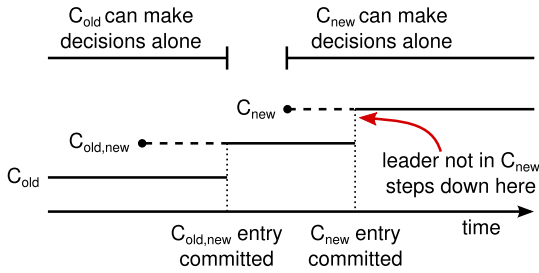 C_old can make
decisions alone
C_new can make
decisions alone
C_new
C_old,new
C_old
leader not in C_new
steps down here
time
C_old,new entry
committed
C_new entry
committed